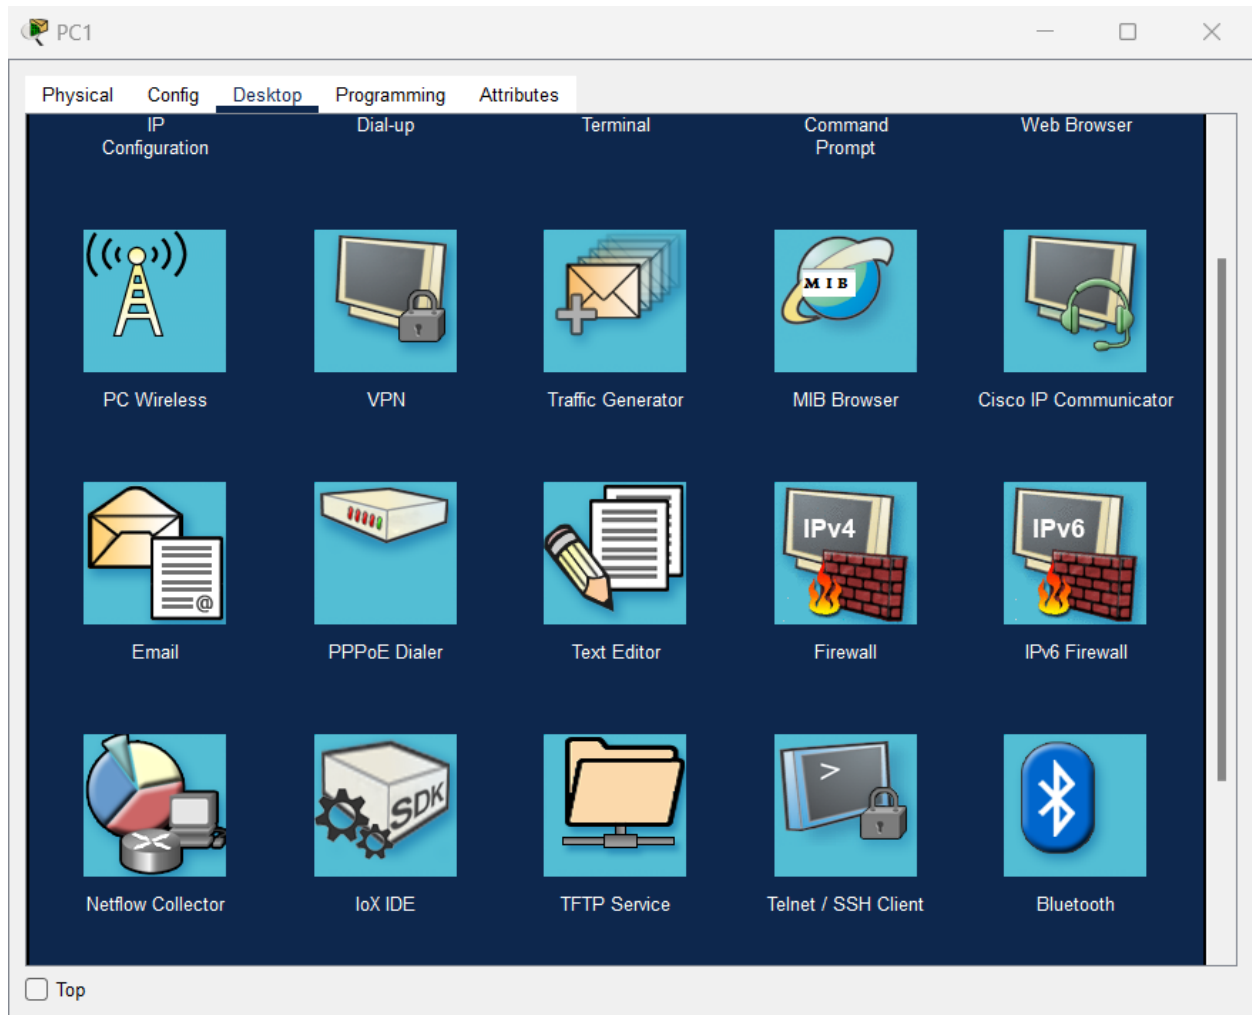 PC1
Physical Config Desktop Programming Attributes
IP Dial-up Terminal Command Web Browser
Configuration Prompt
MIB
PC Wireless VPN Traffic Generator MIB Browser Cisco IP Communicator
@ IPv4 IPv6
Email PPPoE Dialer Text Editor Firewall IPv6 Firewall
SDK >
Netflow Collector IoX IDE TFTP Service Telnet / SSH Client Bluetooth
Top